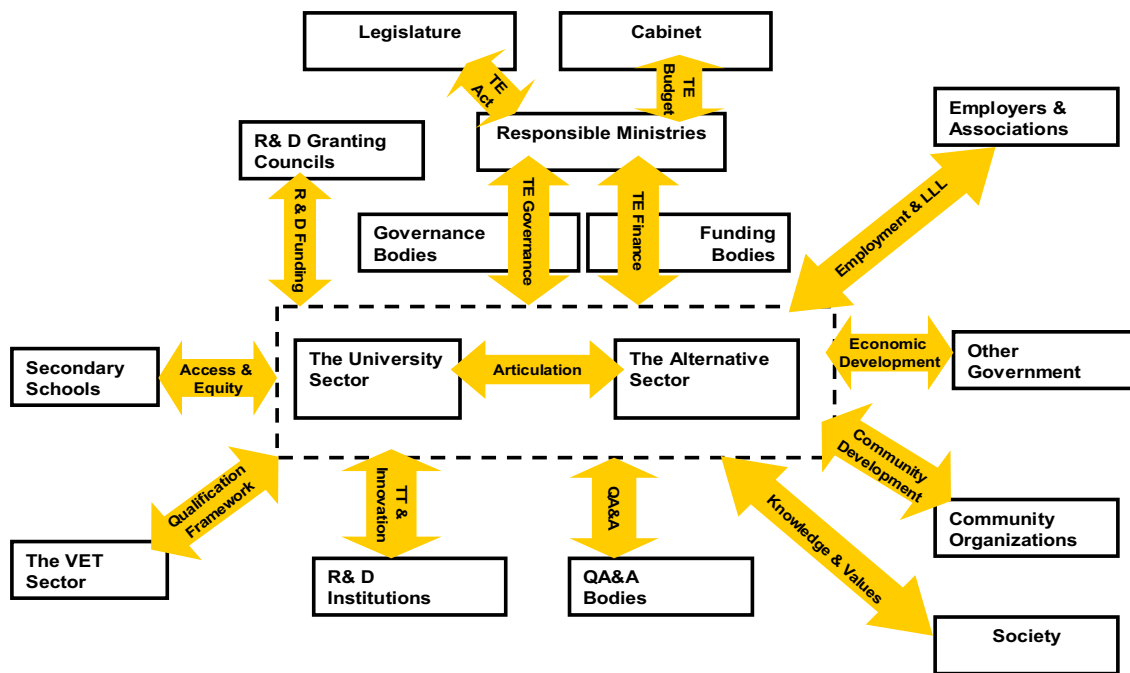 Legislature
Cabinet
TE
Act
TE
Budget
Employers &
Associations
R& D Granting
Councils
Responsible Ministries
R & D Funding
TE Governance
TE Finance
Employment & LLL
Governance
Bodies
Funding
Bodies
Secondary
Schools
Access &
Equity
The University
Sector
Articulation
The Alternative
Sector
Economic
Development
Other
Government
Qualification
Framework
TT &
Innovation
QA&A
Knowledge & Values
Community
Development
The VET
Sector
R& D
Institutions
QA&A
Bodies
Community
Organizations
Society